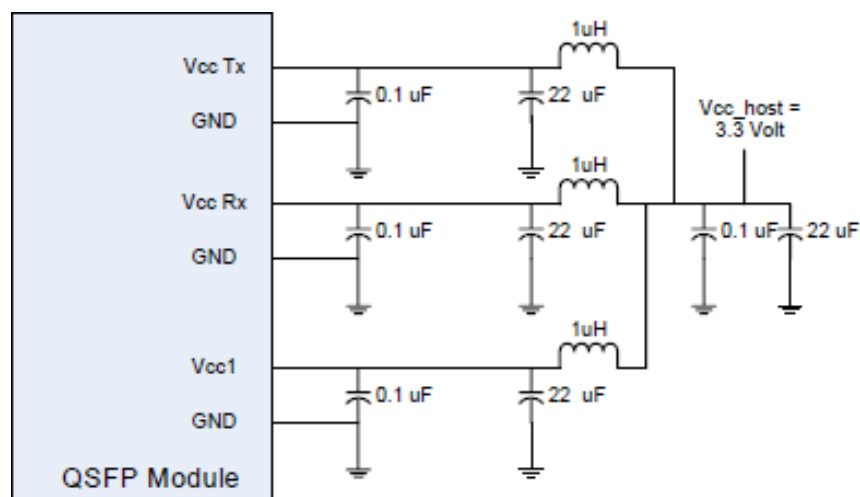 1uH
Vcc Tx
0.1 uF
22 uF
GND
Vcc_host =
3.3 Volt
1uH
Vcc Rx
0.1 uF
22 uF
0.1 uF
22 uF
GND
1uH
Vcc1
0.1 uF
22 uF
GND
QSFP Module